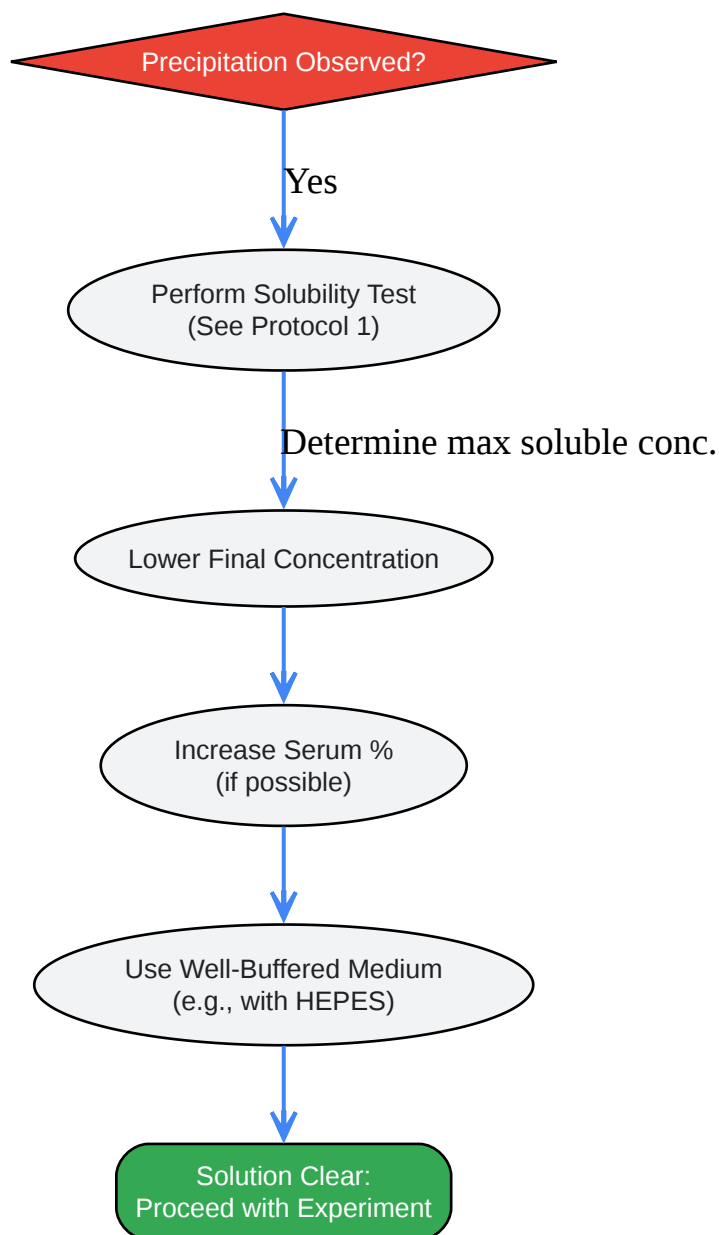 Precipitation Observed?
Yes
Perform Solubility Test
(See Protocol 1)
Determine max soluble conc.
Lower Final Concentration
Increase Serum %
(if possible)
Use Well-Buffered Medium
(e.g., with HEPES)
Solution Clear:
Proceed with Experiment